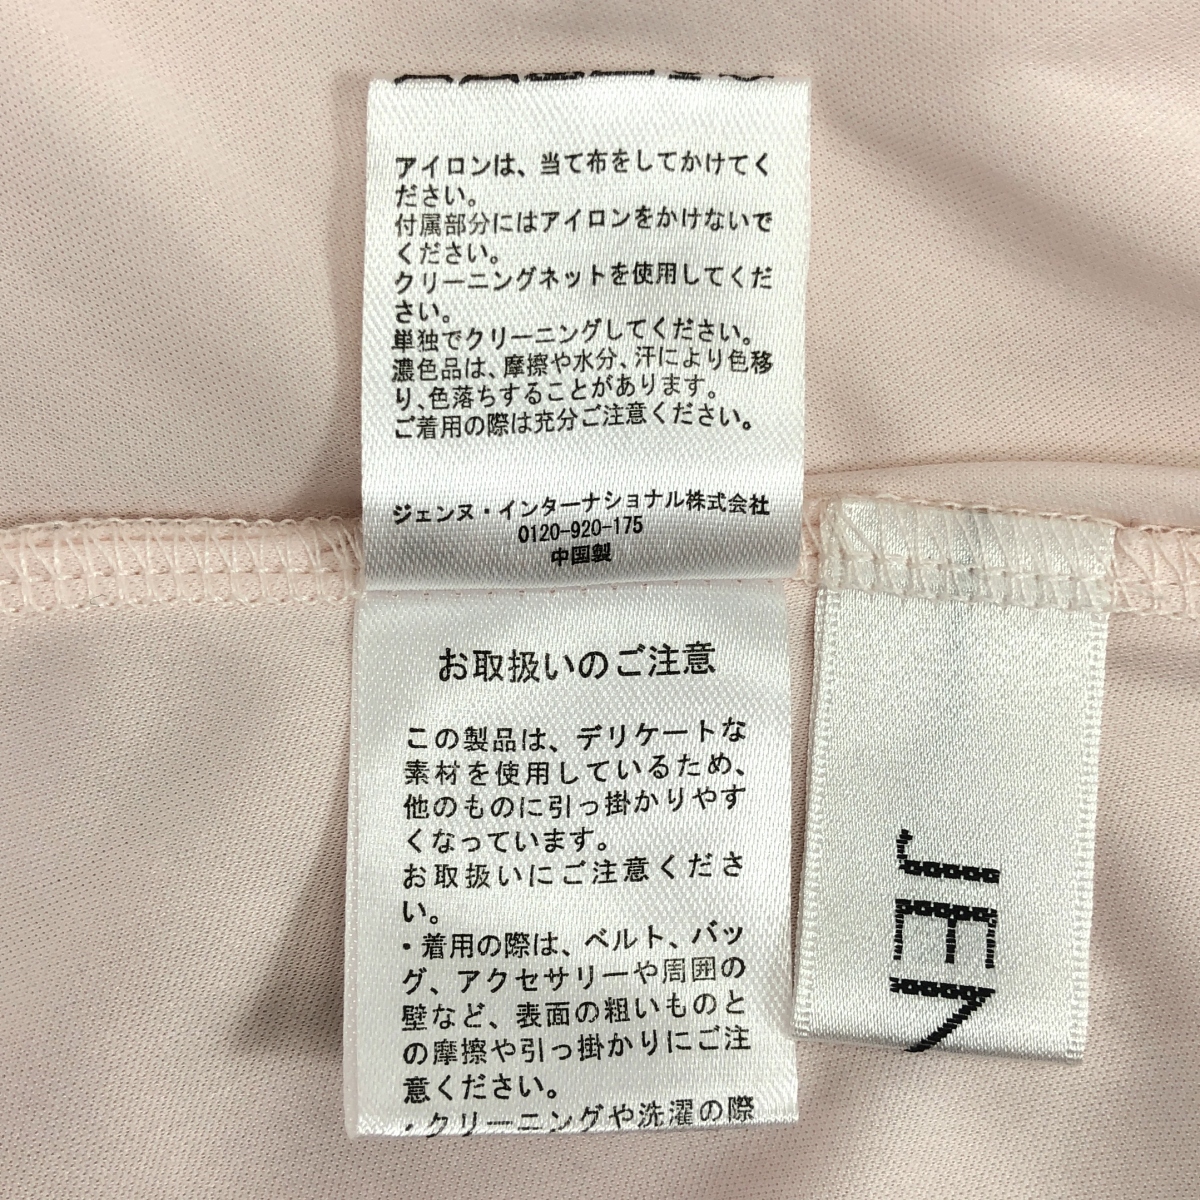 アイロンは、当て布をしてかけてく
ださい。
付属部分にはアイロンをかけないで
ください。
クリーニングネットを使用してくだ
さい。
単独でクリーニングしてください。
濃色品は、摩擦や水分、汗により色移
り、色落ちすることがあります。
ご着用の際は充分ご注意ください。
ジェンヌ・インターナショナル株式会社
0120-920-175
中国製
お取扱いのご注意
この製品は、デリケートな
素材を使用しているため、
他のものに引っ掛かりやす
くなっています。
お取扱いにご注意くださ
い。
・着用の際は、ベルト、バッ
グ、アクセサリーや周囲の
壁など、表面の粗いものと
の摩擦や引っ掛かりにご注
意ください。
・クリーニングや洗濯の際
JE